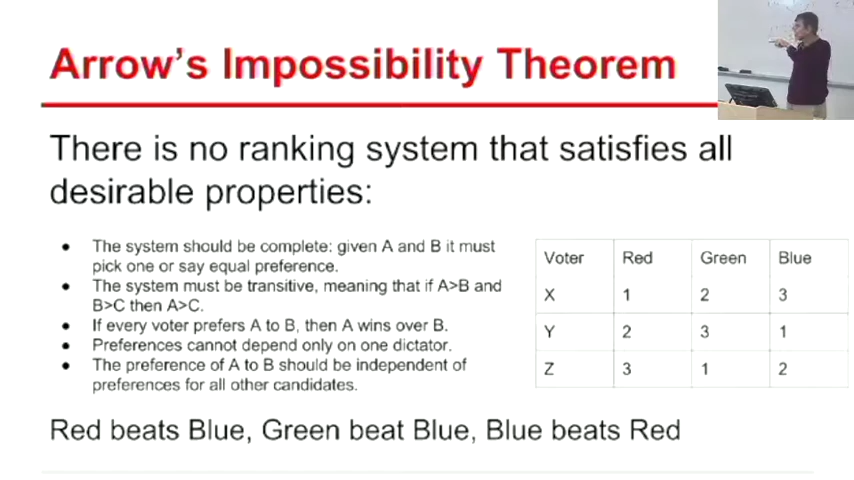 Arrow's Impossibility Theorem
There is no ranking system that satisfies all
desirable properties:
● The system should be complete: given A and B it must
pick one or say equal preference.
● The system must be transitive, meaning that if A>B and
B>C then A>C.
● If every voter prefers A to B, then A wins over B.
● Preferences cannot depend only on one dictator.
● The preference of A to B should be independent of
preferences for all other candidates.
Voter Red Green Blue
X 1 2 3
Y 2 3 1
Z 3 1 2
Red beats Blue, Green beat Blue, Blue beats Red